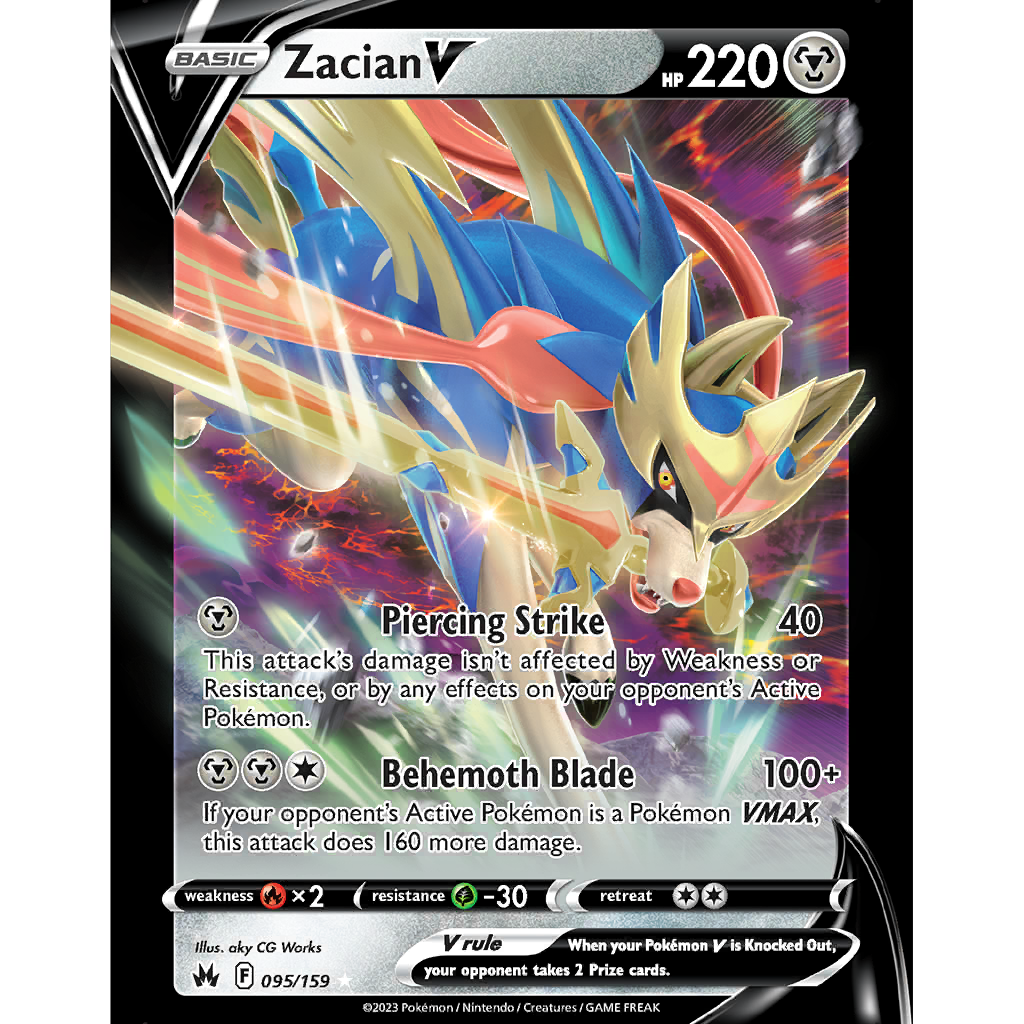 BASIC Zacian V HP 220
Piercing Strike 40
This attack's damage isn't affected by Weakness or
Resistance, or by any effects on your opponent's Active
Pokémon.
Behemoth Blade 100+
If your opponent's Active Pokémon is a Pokémon VMAX,
this attack does 160 more damage.
weakness ×2 resistance -30 retreat
Illus. aky CG Works
V rule When your Pokémon V is Knocked Out,
your opponent takes 2 Prize cards.
F 095/159
©2023 Pokémon / Nintendo / Creatures / GAME FREAK